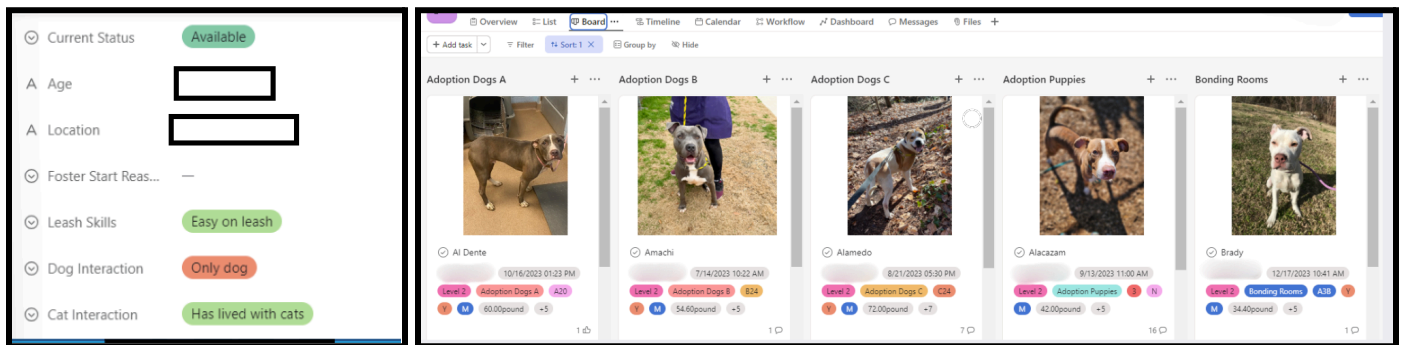 Current Status Available
A Age
A Location
Foster Start Reas... —
Leash Skills Easy on leash
Dog Interaction Only dog
Cat Interaction Has lived with cats
Overview List Board ... Timeline Calendar Workflow Dashboard Messages Files +
+ Add task Filter Sort: 1 × Group by Hide
Adoption Dogs A + ... Adoption Dogs B + ... Adoption Dogs C + ... Adoption Puppies + ... Bonding Rooms + ...
Al Dente Amachi Alamedo Alacazam Brady
10/16/2023 01:23 PM 7/14/2023 10:22 AM 8/21/2023 05:30 PM 9/13/2023 11:00 AM 12/17/2023 10:41 AM
Level 2 Adoption Dogs A A20 Level 2 Adoption Dogs B B24 Level 2 Adoption Dogs C C24 Level 2 Adoption Puppies 3 N Level 2 Bonding Rooms A3B Y
Y M 60.00pound +5 Y M 54.60pound +5 Y M 72.00pound +7 M 42.00pound +5 M 34.40pound +5
1 1 7 16 1